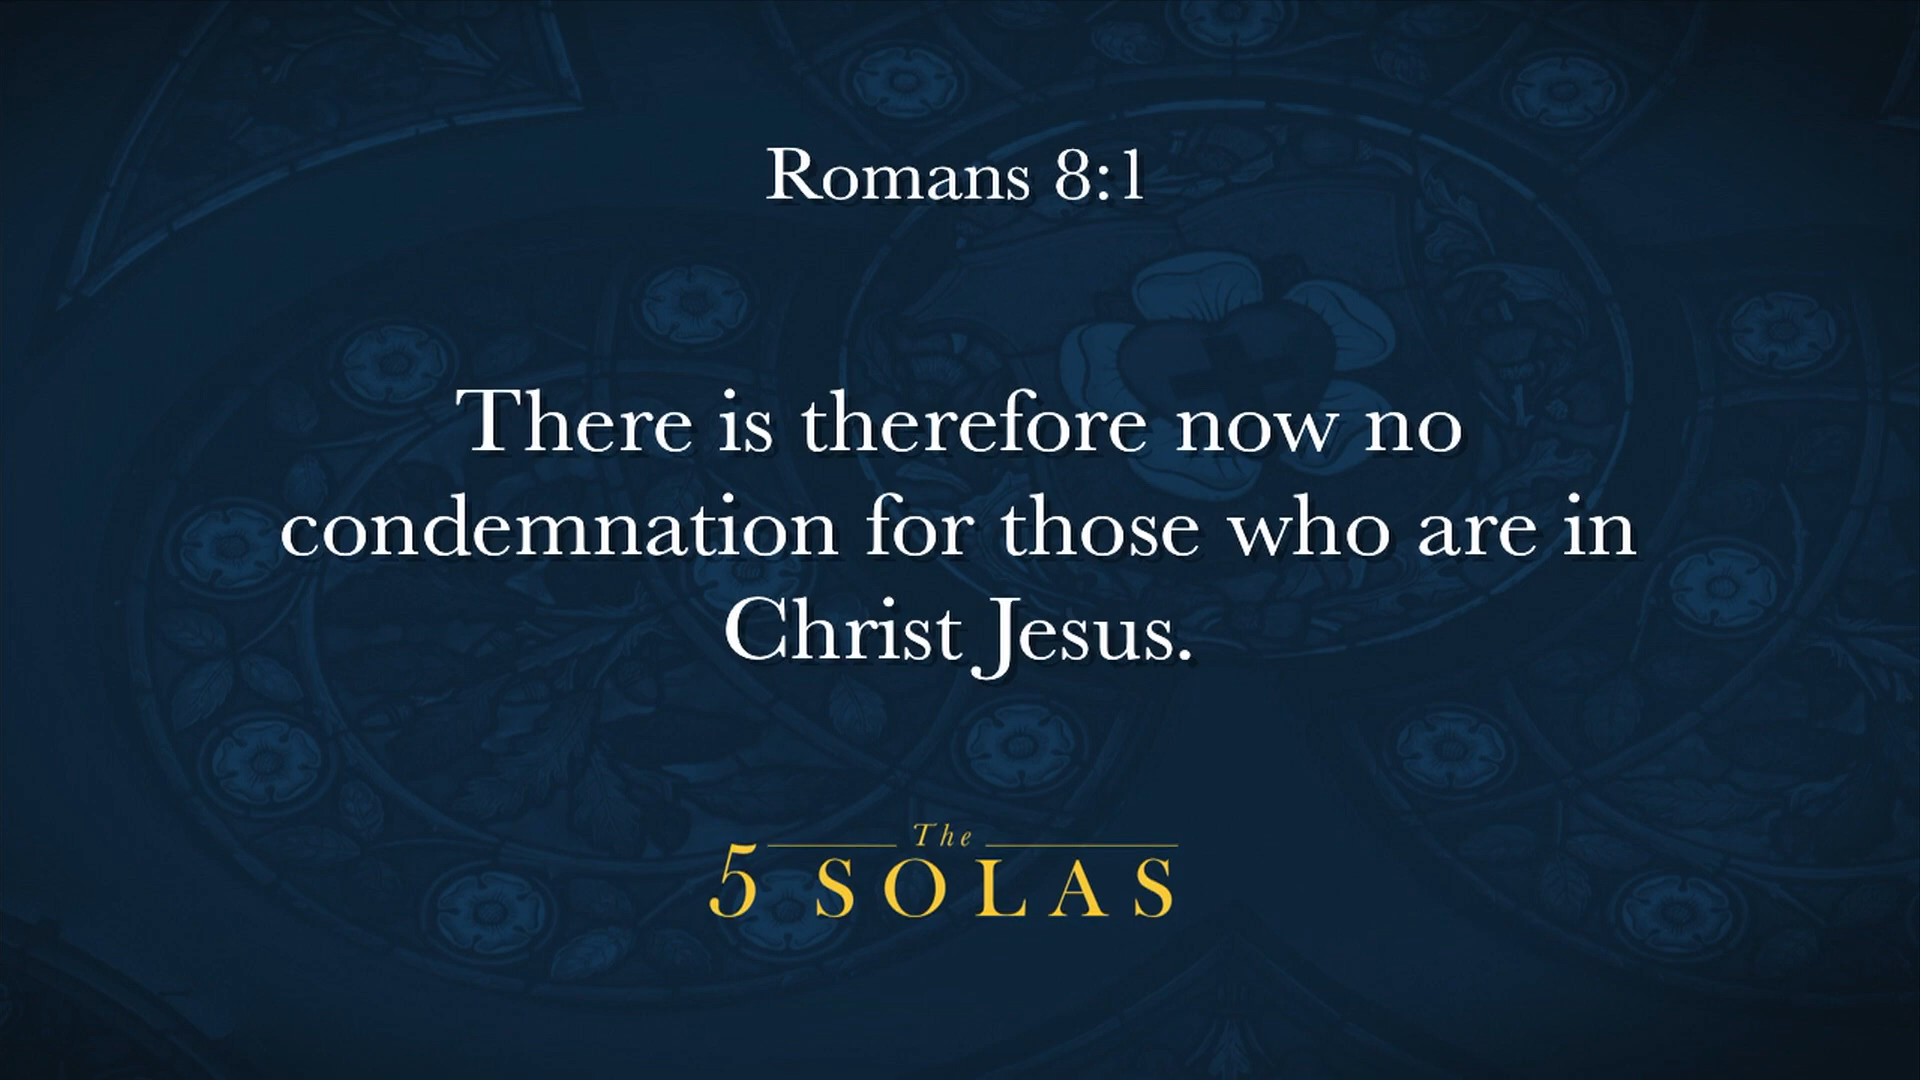 Romans 8:1
There is therefore now no
condemnation for those who are in
Christ Jesus.
The
5 SOLAS